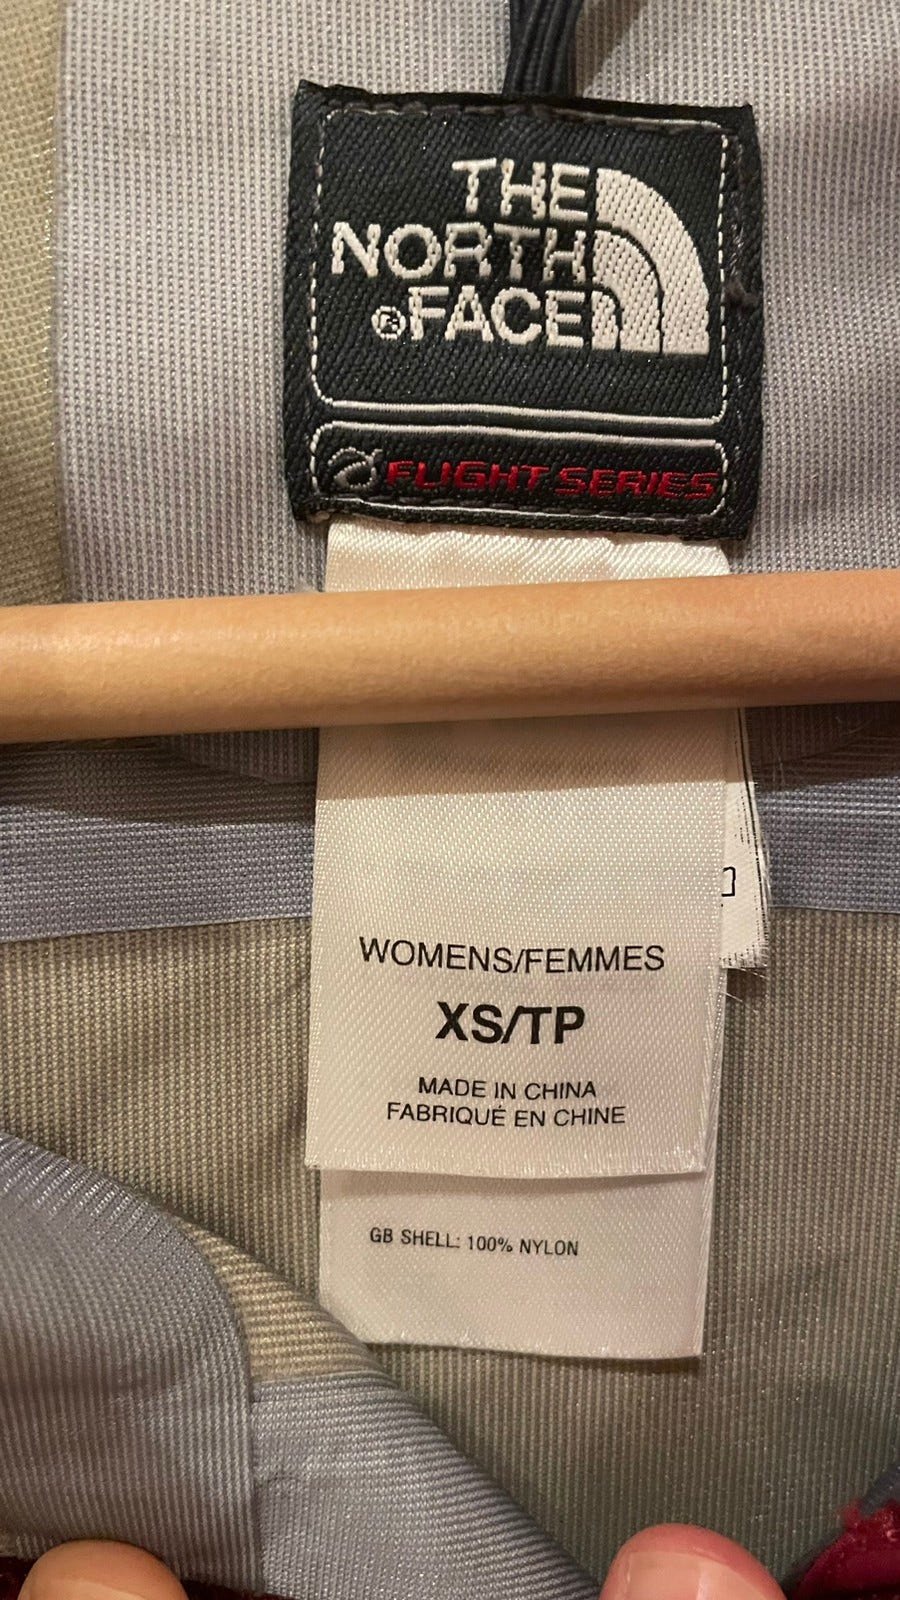 THE
NORTH
®FACE
FLIGHT SERIES
WOMENS/FEMMES
XS/TP
MADE IN CHINA
FABRIQUÉ EN CHINE
GB SHELL: 100% NYLON